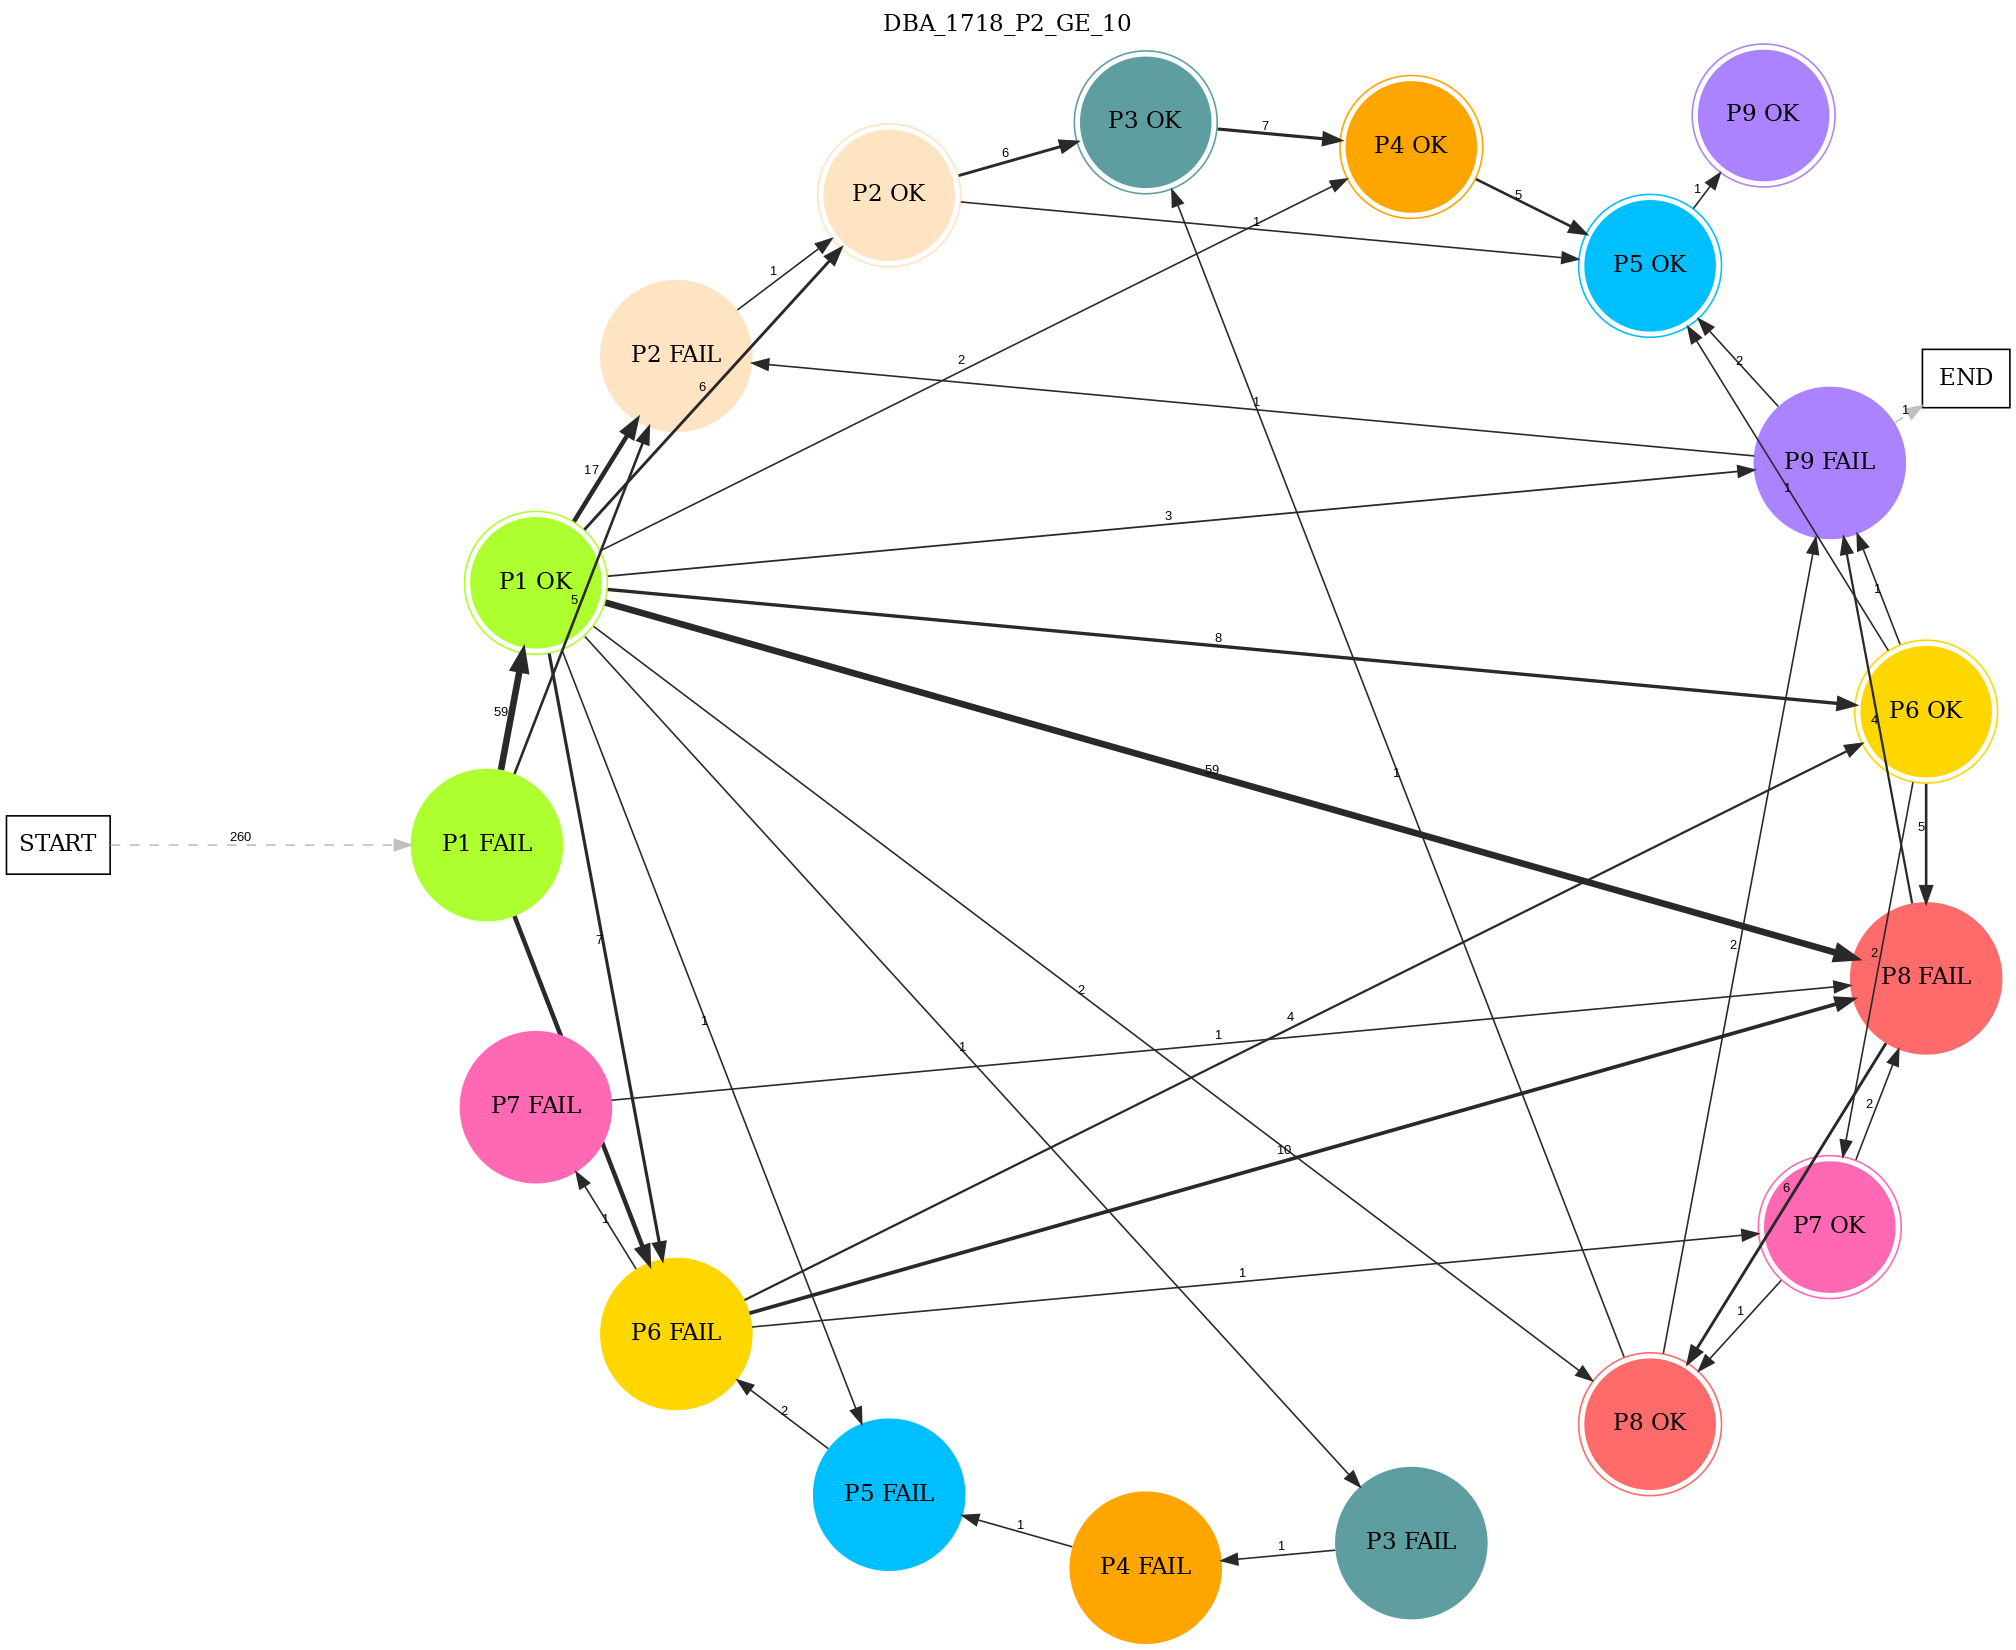 DBA_1718_P2_GE_10
P3 OK
P9 OK
7
P4 OK
6
1
5
P2 OK
1
P5 OK
1
P2 FAIL
2
2
END
6
1
1
P9 FAIL
17
1
3
P1 OK
5
1
8
59
P6 OK
4
59
1
5
START
260
P1 FAIL
7
2
2
P8 FAIL
2
4
1
1
1
2
P7 FAIL
10
6
1
P7 OK
1
1
P6 FAIL
2
P8 OK
P5 FAIL
1
1
P3 FAIL
P4 FAIL